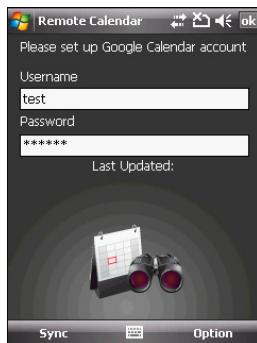 Remote Calendar ok
Please set up Google Calendar account
Username
test
Password
******
Last Updated:
Sync Option